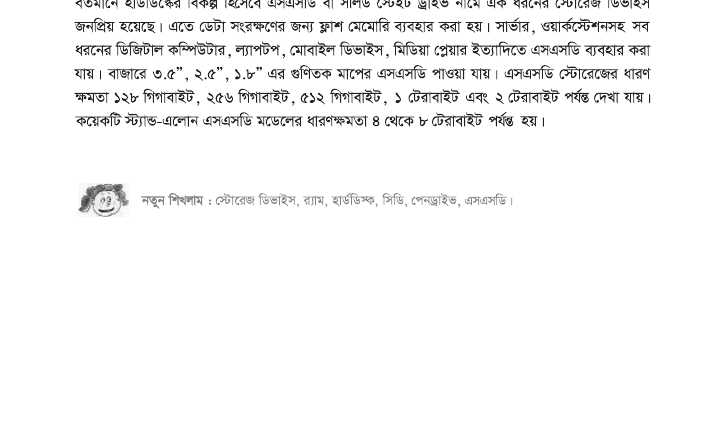 বর্তমানে হার্ডডিস্কের বিকল্প হিসেবে এসএসডি বা সলিড স্টেইট ড্রাইভ নামে এক ধরনের স্টোরেজ ডিভাইস
জনপ্রিয় হয়েছে। এতে ডেটা সংরক্ষণের জন্য ফ্লাশ মেমোরি ব্যবহার করা হয়। সার্ভার, ওয়ার্কস্টেশনসহ সব
ধরনের ডিজিটাল কম্পিউটার, ল্যাপটপ, মোবাইল ডিভাইস, মিডিয়া প্লেয়ার ইত্যাদিতে এসএসডি ব্যবহার করা
যায়। বাজারে ৩.৫”, ২.৫”, ১.৮” এর গুণিতক মাপের এসএসডি পাওয়া যায়। এসএসডি স্টোরেজের ধারণ
ক্ষমতা ১২৮ গিগাবাইট, ২৫৬ গিগাবাইট, ৫১২ গিগাবাইট, ১ টেরাবাইট এবং ২ টেরাবাইট পর্যন্ত দেখা যায়।
কয়েকটি স্ট্যান্ড-এলোন এসএসডি মডেলের ধারণক্ষমতা ৪ থেকে ৮ টেরাবাইট পর্যন্ত হয়।
নতুন শিখলাম : স্টোরেজ ডিভাইস, র‍্যাম, হার্ডডিস্ক, সিডি, পেনড্রাইভ, এসএসডি।